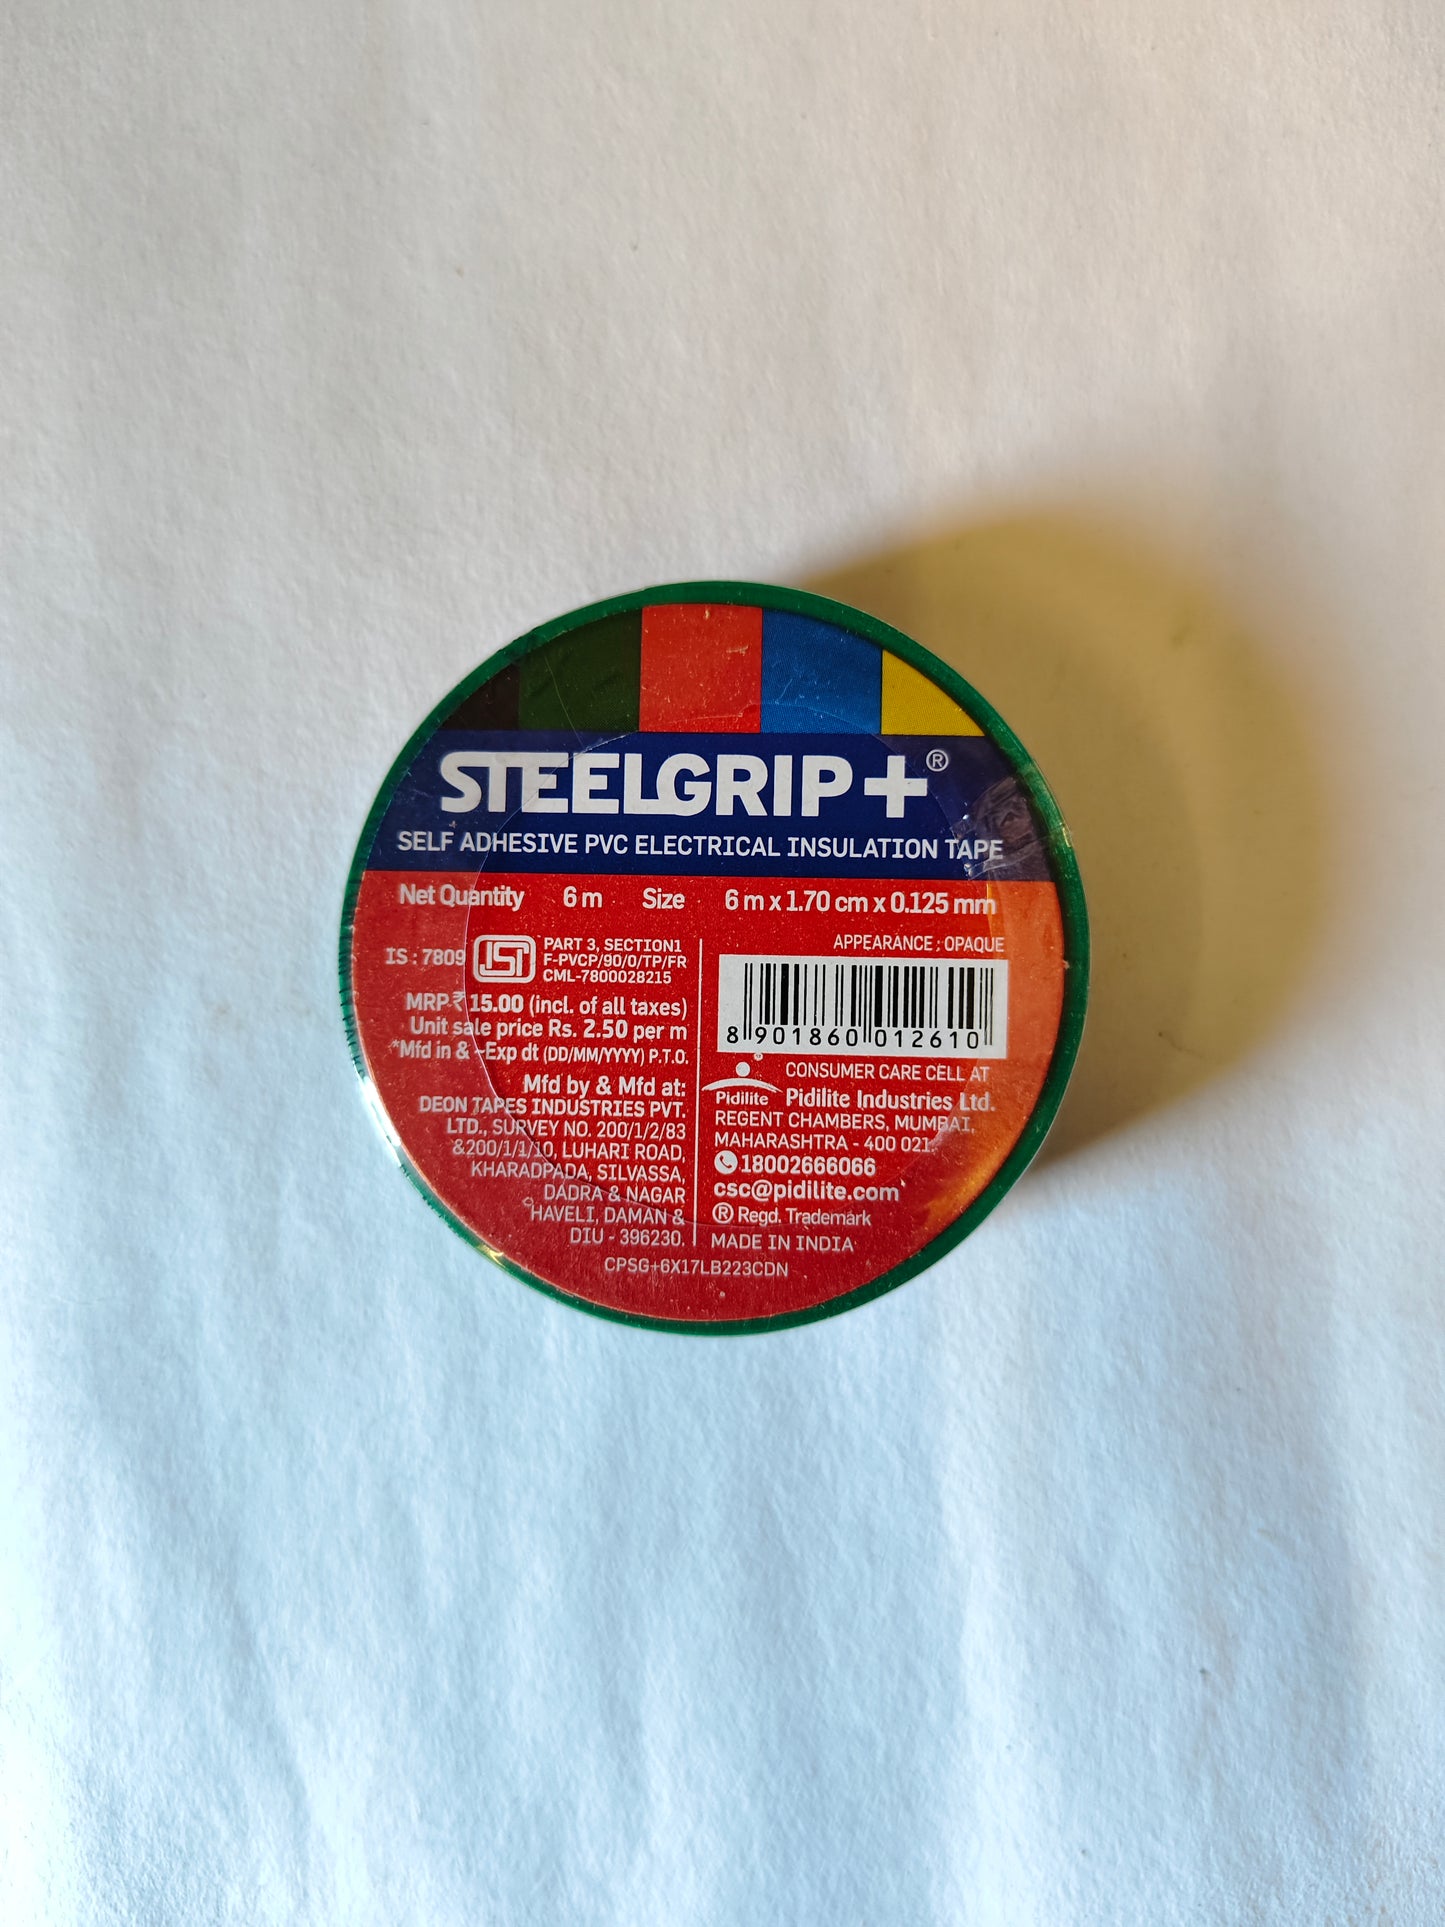 STEELGRIP+®
SELF ADHESIVE PVC ELECTRICAL INSULATION TAPE
Net Quantity 6 m Size 6 m x 1.70 cm x 0.125 mm
IS : 7809
ISI
PART 3, SECTION1
F-PVCP/90/0/TP/FR
CML-7800028215
MRP ₹ 15.00 (incl. of all taxes)
Unit sale price Rs. 2.50 per m
*Mfd in & ~Exp dt (DD/MM/YYYY) P.T.O.
Mfd by & Mfd at:
DEON TAPES INDUSTRIES PVT.
LTD., SURVEY NO. 200/1/2/83
&200/1/1/10, LUHARI ROAD,
KHARADPADA, SILVASSA,
DADRA & NAGAR
HAVELI, DAMAN &
DIU - 396230.
APPEARANCE : OPAQUE
8 901860 012610
CONSUMER CARE CELL AT
Pidilite Pidilite Industries Ltd.
REGENT CHAMBERS, MUMBAI,
MAHARASHTRA - 400 021.
18002666066
csc@pidilite.com
® Regd. Trademark
MADE IN INDIA
CPSG+6X17LB223CDN